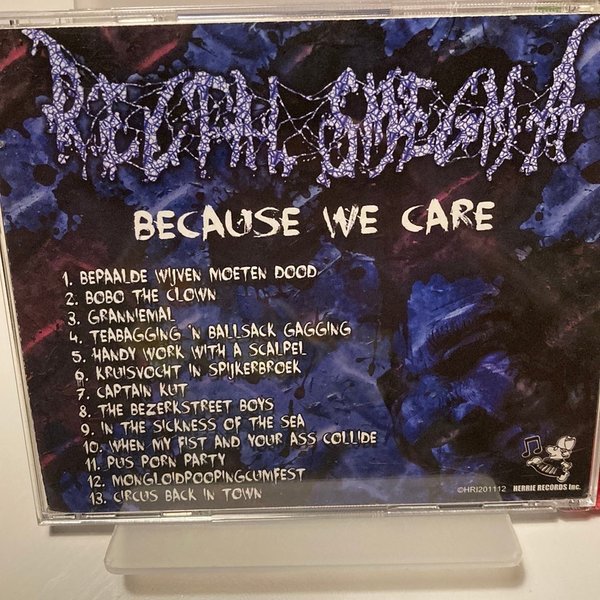 RECTAL SMEGMA
BECAUSE WE CARE
1. BEPAALDE WIJVEN MOETEN DOOD
2. BOBO THE CLOWN
3. GRANNIEMAL
4. TEABAGGING 'N BALLSACK GAGGING
5. HANDY WORK WITH A SCALPEL
6. KRUISVOCHT IN SPIJKERBROEK
7. CAPTAIN KUT
8. THE BEZERKSTREET BOYS
9. IN THE SICKNESS OF THE SEA
10. WHEN MY FIST AND YOUR ASS COLLIDE
11. PUS PORN PARTY
12. MONGLOIDPOOPINGCUMFEST
13. CIRCUS BACK IN TOWN
©HRI201112 HERRIE RECORDS Inc.